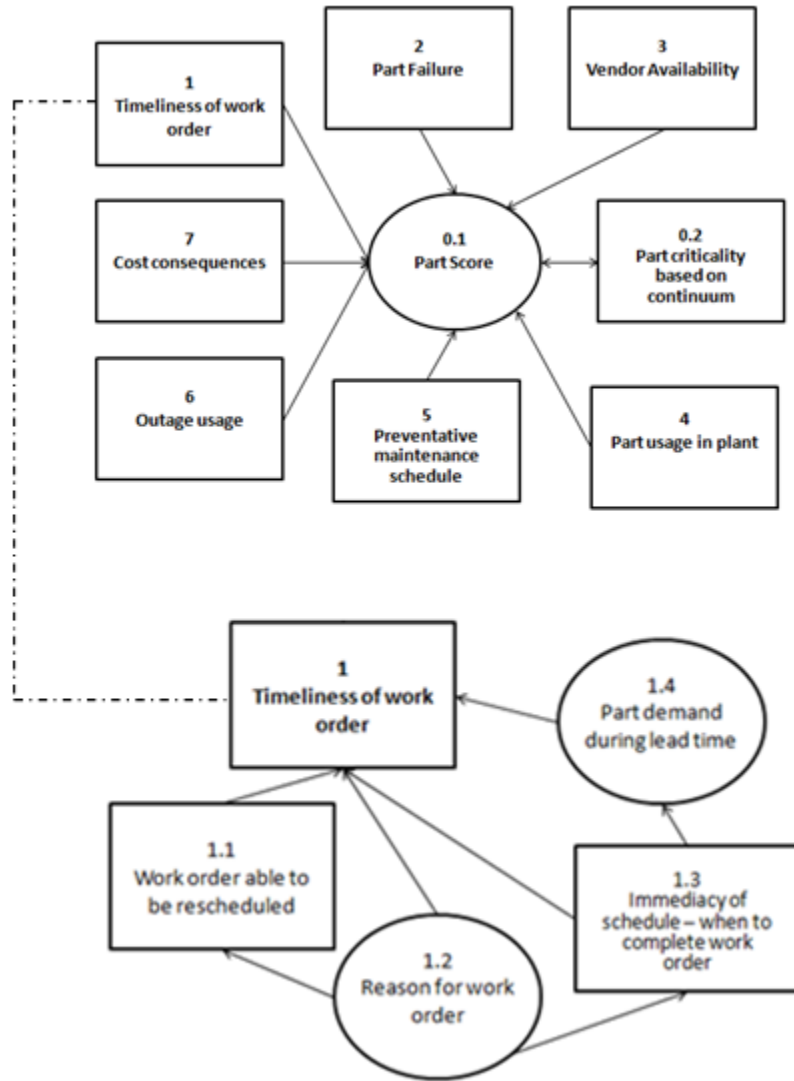 1
Timeliness of work
order
2
Part Failure
3
Vendor Availability
7
Cost consequences
0.1
Part Score
0.2
Part criticality
based on
continuum
6
Outage usage
5
Preventative
maintenance
schedule
4
Part usage in plant
1
Timeliness of work
order
1.4
Part demand
during lead time
1.1
Work order able to
be rescheduled
1.2
Reason for work
order
1.3
Immediacy of
schedule – when to
complete work
order